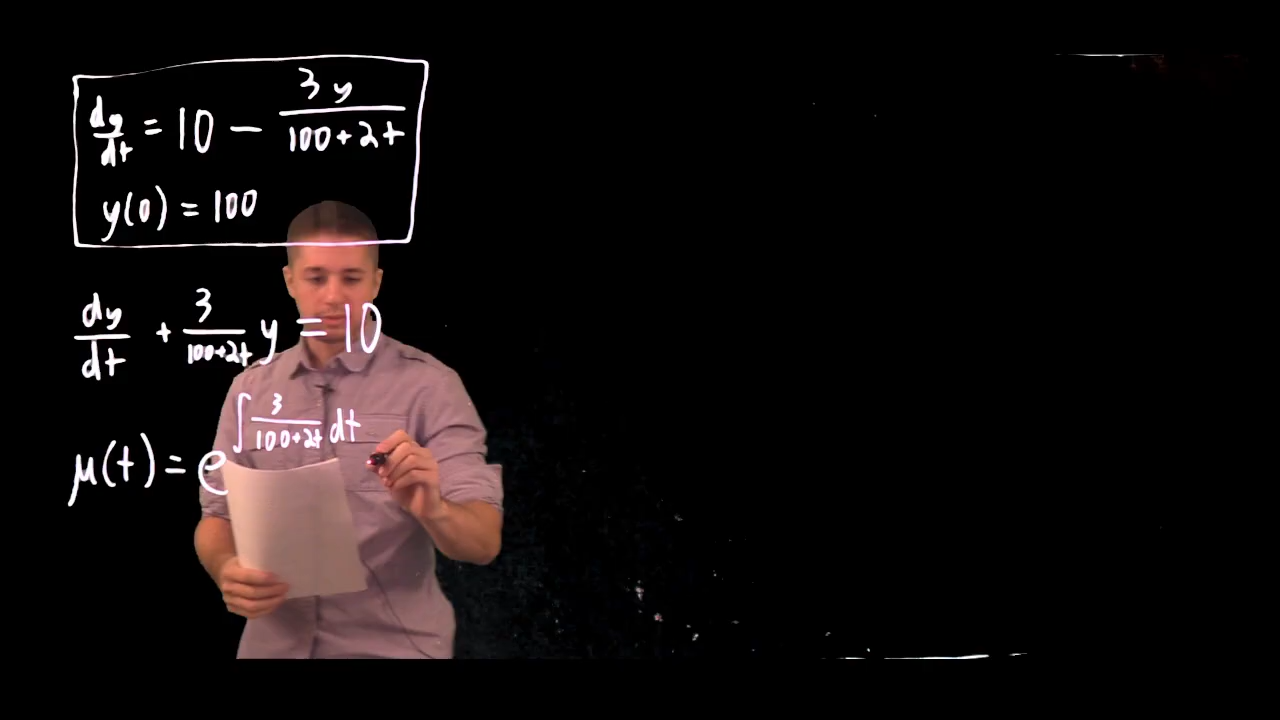 dy/dt = 10 - 3y/(100+2t)
y(0) = 100
dy/dt + 3/(100+2t) y = 10
μ(t) = e^∫ 3/(100+2t) dt